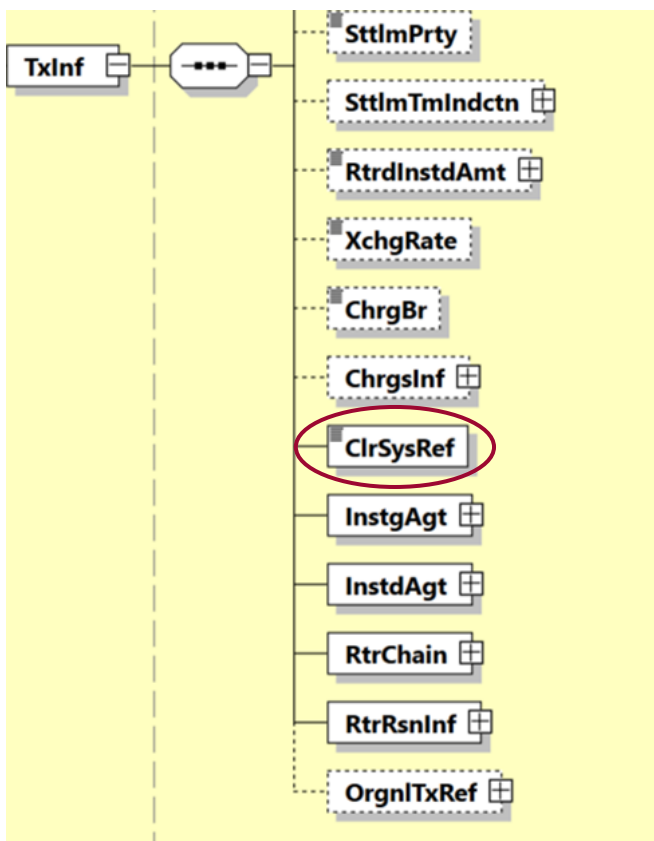 SttlmPrty
TxInf
SttlmTmIndctn
RtrdInstdAmt
XchgRate
ChrgBr
ChrgsInf
ClrSysRef
InstgAgt
InstdAgt
RtrChain
RtrRsnInf
OrgnlTxRef